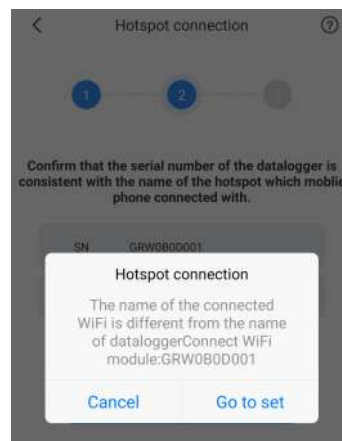 Hotspot connection
1
2
Confirm that the serial number of the datalogger is
consistent with the name of the hotspot which moblie
phone connected with.
SN GRW0B0D001
Hotspot connection
The name of the connected
WiFi is different from the name
of dataloggerConnect WiFi
module:GRW0B0D001
Cancel Go to set